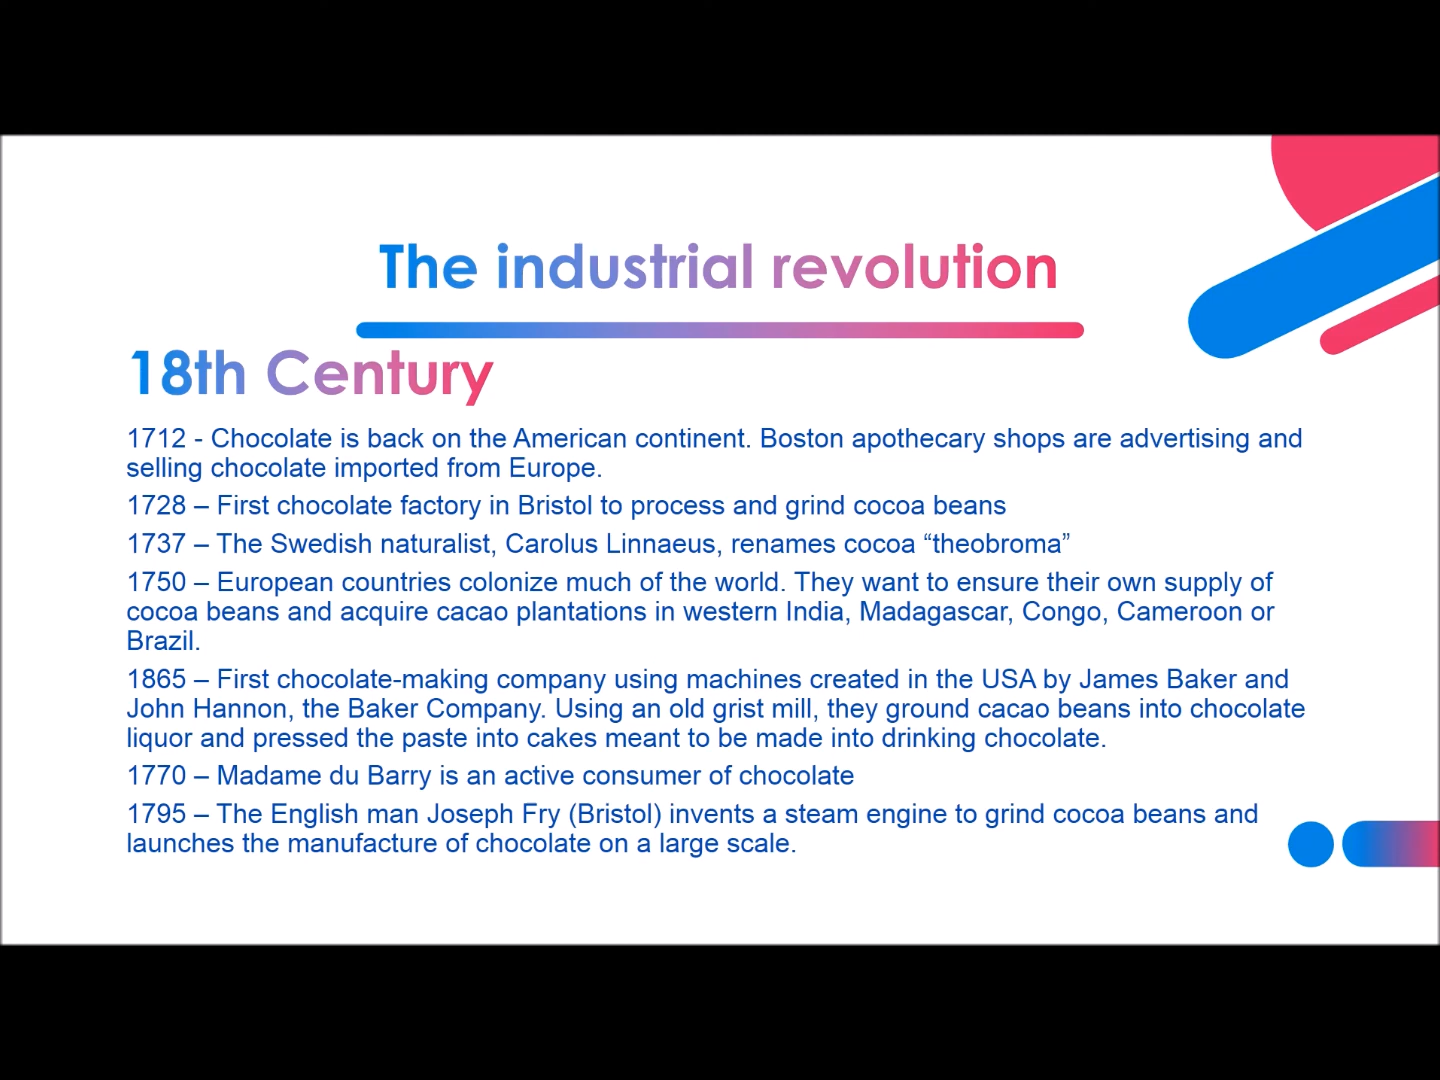 The industrial revolution
18th Century
1712 - Chocolate is back on the American continent. Boston apothecary shops are advertising and
selling chocolate imported from Europe.
1728 – First chocolate factory in Bristol to process and grind cocoa beans
1737 – The Swedish naturalist, Carolus Linnaeus, renames cocoa “theobroma”
1750 – European countries colonize much of the world. They want to ensure their own supply of
cocoa beans and acquire cacao plantations in western India, Madagascar, Congo, Cameroon or
Brazil.
1865 – First chocolate-making company using machines created in the USA by James Baker and
John Hannon, the Baker Company. Using an old grist mill, they ground cacao beans into chocolate
liquor and pressed the paste into cakes meant to be made into drinking chocolate.
1770 – Madame du Barry is an active consumer of chocolate
1795 – The English man Joseph Fry (Bristol) invents a steam engine to grind cocoa beans and
launches the manufacture of chocolate on a large scale.